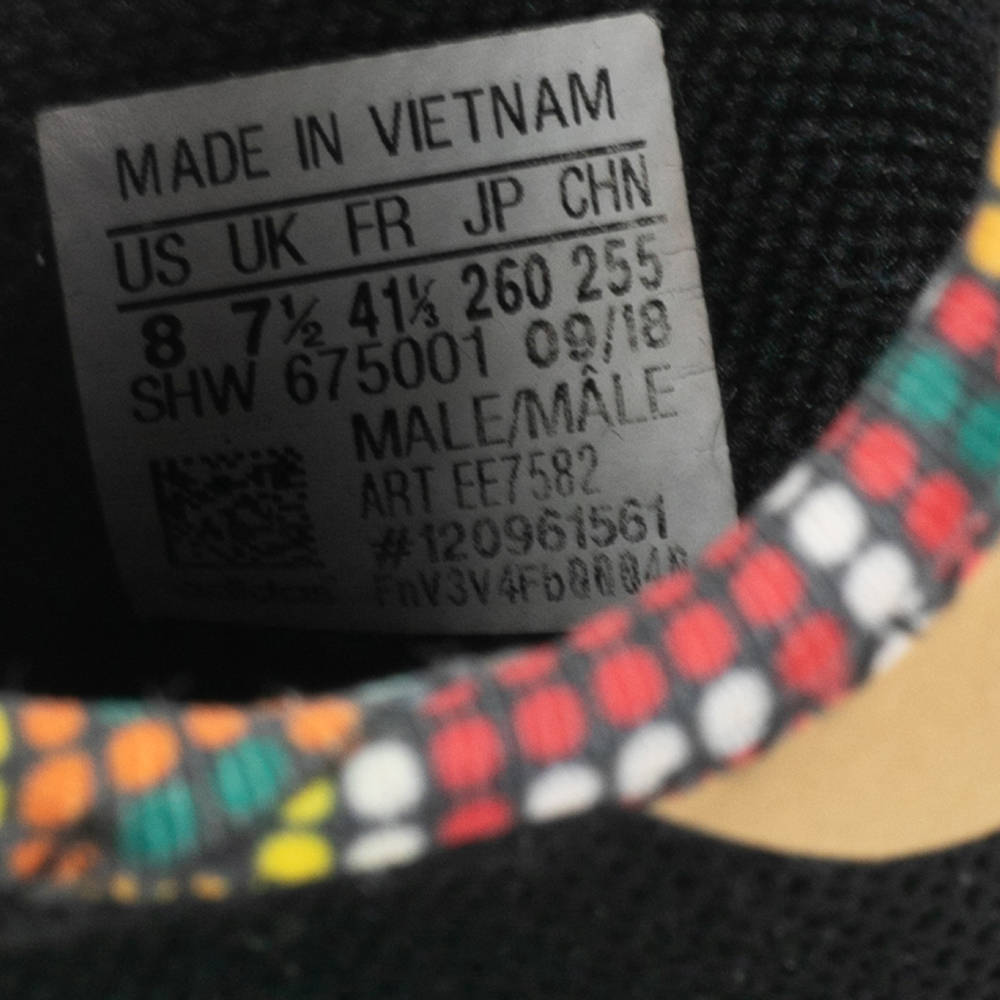 MADE IN VIETNAM
US UK FR JP CHN
8 7½ 41⅓ 260 255
SHW 675001 09/18
MALE/MÂLE
ART EE7582
#120961561